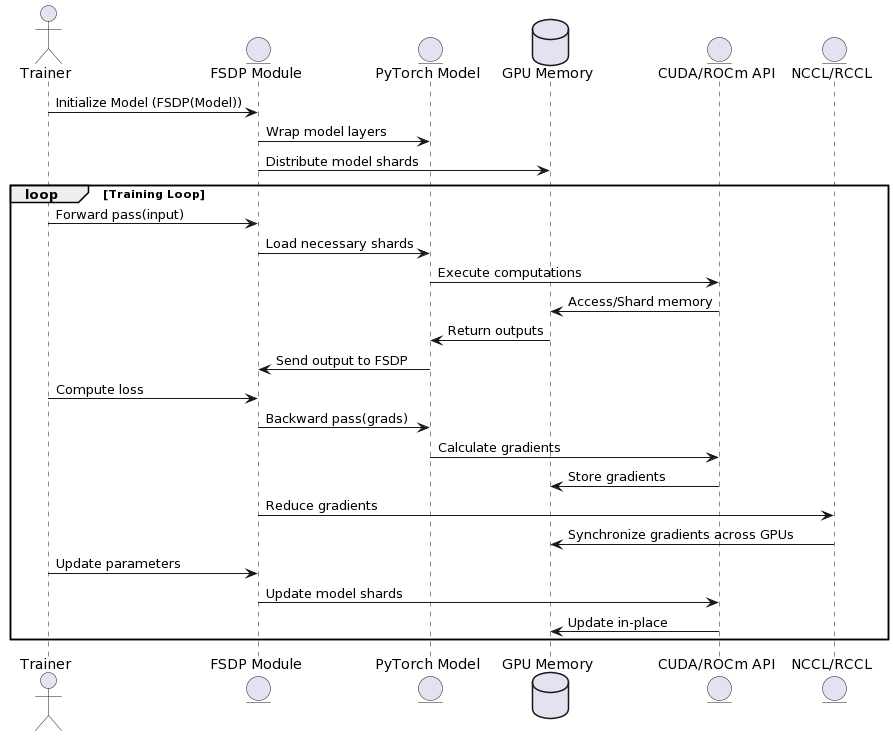 Trainer
FSDP Module
PyTorch Model
GPU Memory
CUDA/ROCm API
NCCL/RCCL
Initialize Model (FSDP(Model))
Wrap model layers
Distribute model shards
loop
[Training Loop]
Forward pass(input)
Load necessary shards
Execute computations
Access/Shard memory
Return outputs
Send output to FSDP
Compute loss
Backward pass(grads)
Calculate gradients
Store gradients
Reduce gradients
Synchronize gradients across GPUs
Update parameters
Update model shards
Update in-place
Trainer
FSDP Module
PyTorch Model
GPU Memory
CUDA/ROCm API
NCCL/RCCL